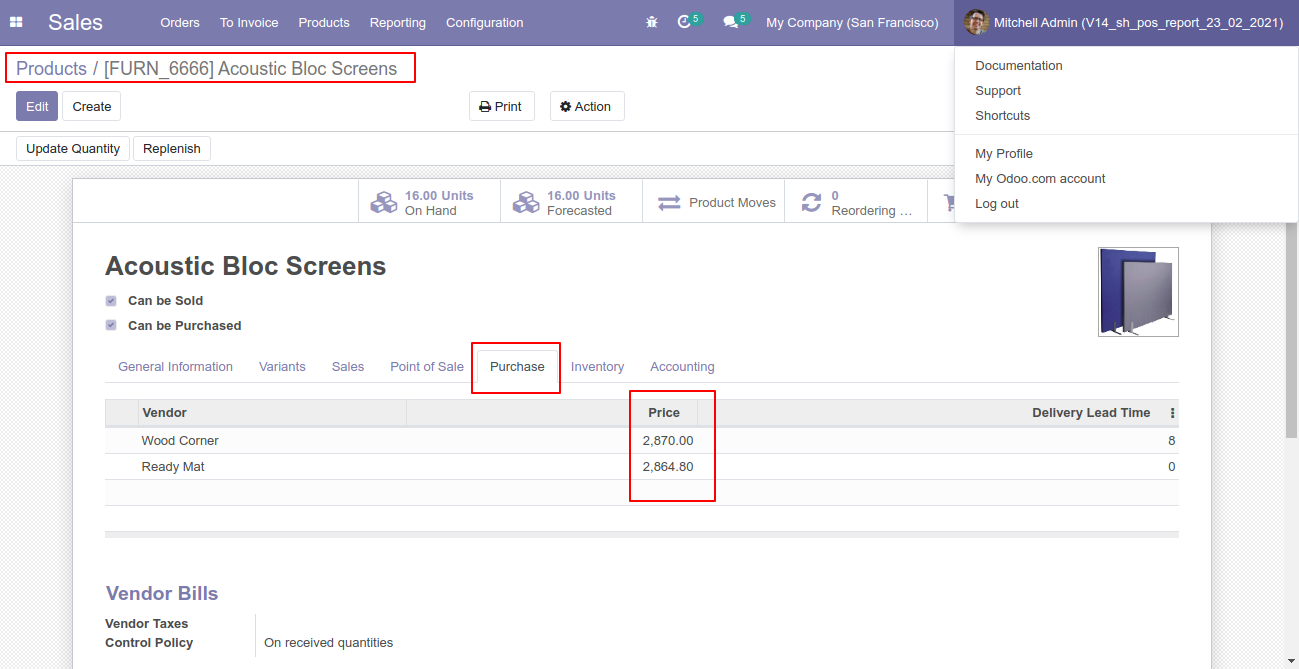 Sales Orders To Invoice Products Reporting Configuration 5 5 My Company (San Francisco) Mitchell Admin (V14_sh_pos_report_23_02_2021)
Products / [FURN_6666] Acoustic Bloc Screens
Documentation
Support
Shortcuts
My Profile
My Odoo.com account
Log out
Edit Create Print Action
Update Quantity Replenish
16.00 Units
On Hand
16.00 Units
Forecasted
Product Moves
0
Reordering ...
Acoustic Bloc Screens
Can be Sold
Can be Purchased
General Information Variants Sales Point of Sale Purchase Inventory Accounting
Vendor Price Delivery Lead Time
Wood Corner 2,870.00 8
Ready Mat 2,864.80 0
Vendor Bills
Vendor Taxes
Control Policy On received quantities